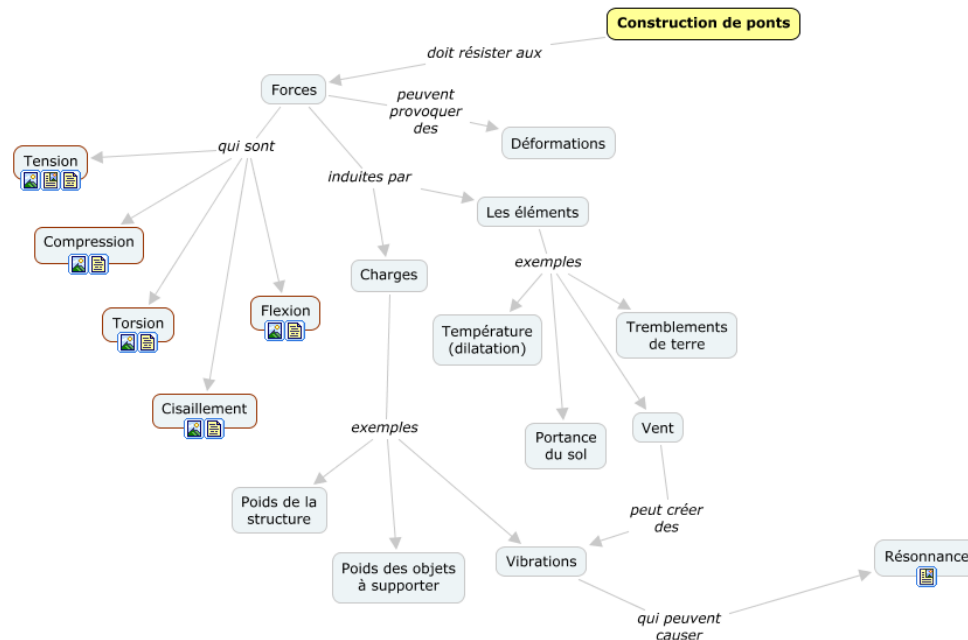 Construction de ponts
doit résister aux
Forces
peuvent
provoquer
des
Déformations
qui sont
Tension
induites par
Les éléments
Compression
exemples
Charges
Flexion
Torsion
Température
(dilatation)
Tremblements
de terre
Cisaillement
exemples
Portance
du sol
Vent
Poids de la
structure
peut créer
des
Vibrations
Résonnance
Poids des objets
à supporter
qui peuvent
causer